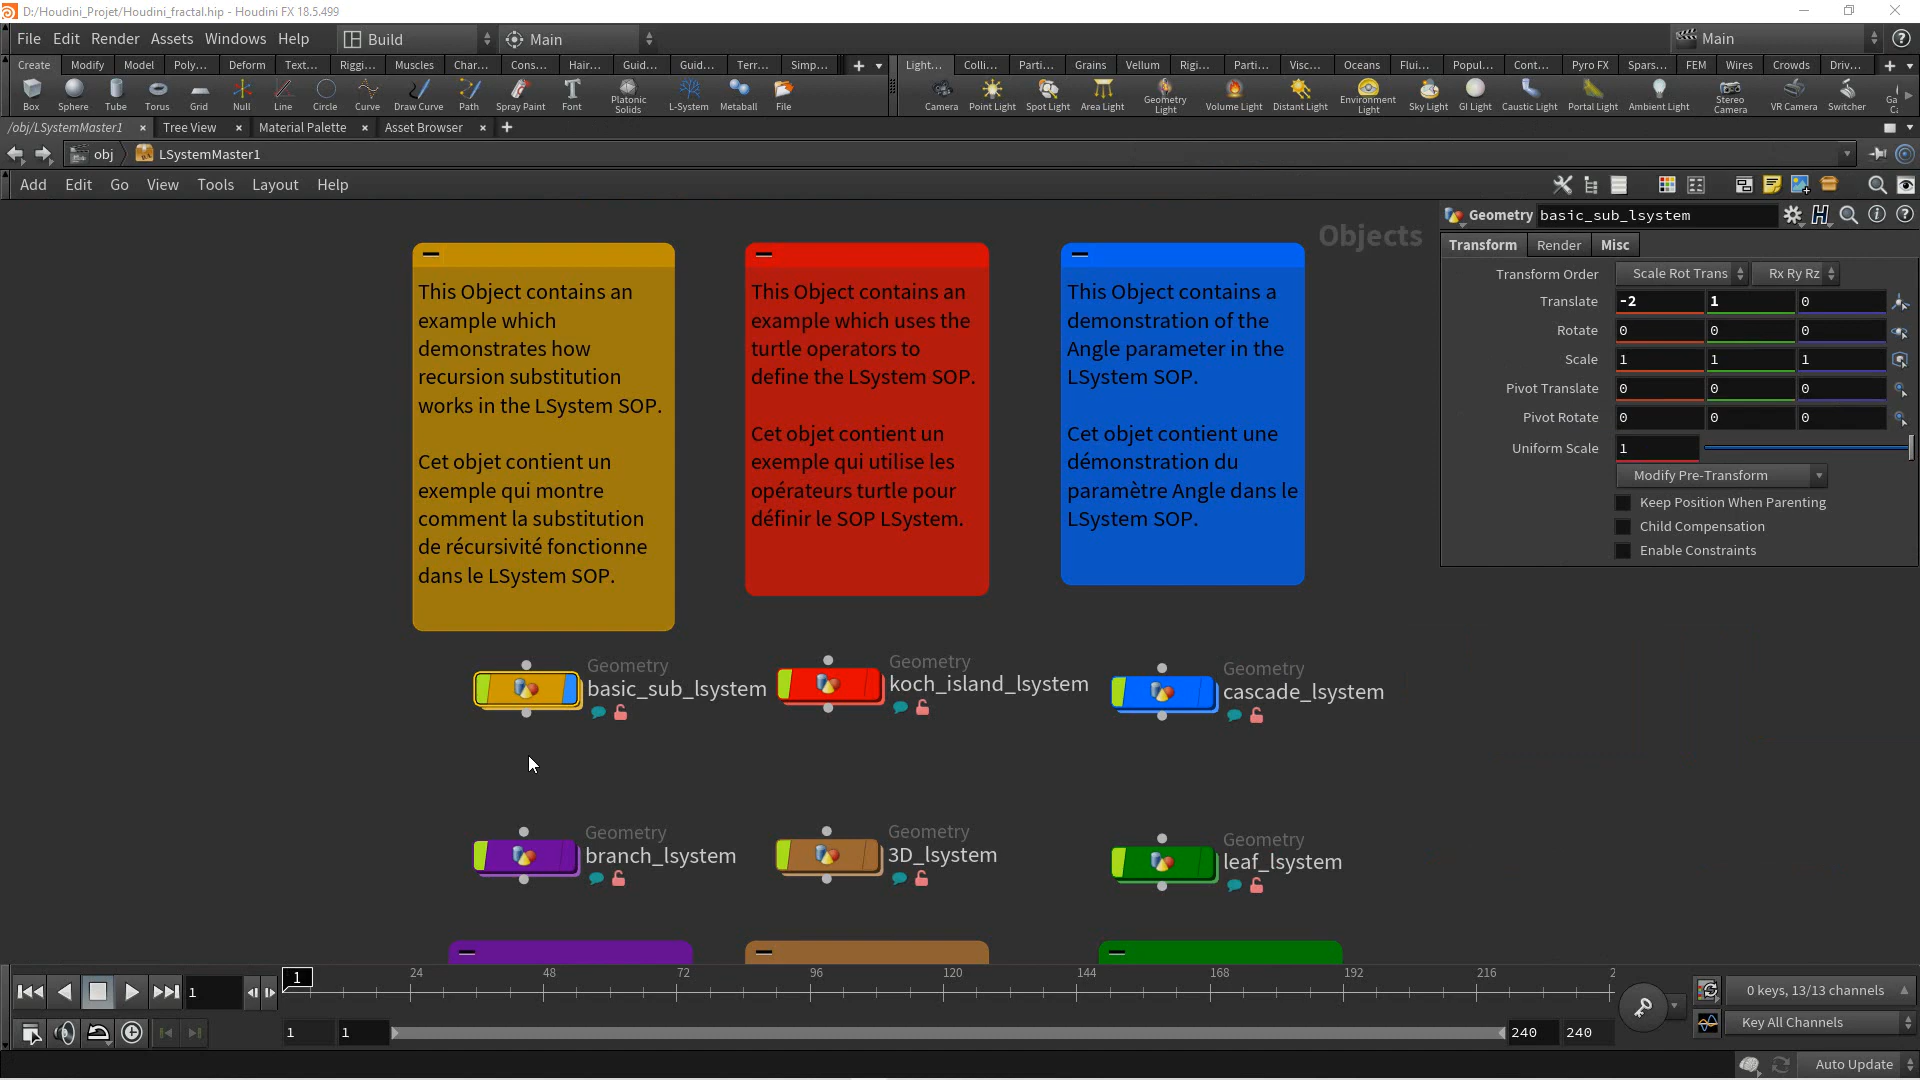 D:/Houdini_Projet/Houdini_fractal.hip - Houdini FX 18.5.499
File Edit Render Assets Windows Help Build Main Main
Create Modify Model Poly... Deform Text... Riggi... Muscles Char... Cons... Hair... Guid... Guid... Terr... Simp...
Light... Colli... Parti... Grains Vellum Rigi... Parti... Visc... Oceans Flui... Popul... Cont... Pyro FX Spars... FEM Wires Crowds Driv...
Box Sphere Tube Torus Grid Null Line Circle Curve Draw Curve Path Spray Paint Font Platonic Solids L-System Metaball File
Camera Point Light Spot Light Area Light Geometry Light Volume Light Distant Light Environment Light Sky Light GI Light Caustic Light Portal Light Ambient Light Stereo Camera VR Camera Switcher
/obj/LSystemMaster1 Tree View Material Palette Asset Browser
obj LSystemMaster1
Add Edit Go View Tools Layout Help
Objects
This Object contains an
example which
demonstrates how
recursion substitution
works in the LSystem SOP.
Cet objet contient un
exemple qui montre
comment la substitution
de récursivité fonctionne
dans le LSystem SOP.
This Object contains an
example which uses the
turtle operators to
define the LSystem SOP.
Cet objet contient un
exemple qui utilise les
opérateurs turtle pour
définir le SOP LSystem.
This Object contains a
demonstration of the
Angle parameter in the
LSystem SOP.
Cet objet contient une
démonstration du
paramètre Angle dans le
LSystem SOP.
Geometry
basic_sub_lsystem
Geometry
koch_island_lsystem
Geometry
cascade_lsystem
Geometry
branch_lsystem
Geometry
3D_lsystem
Geometry
leaf_lsystem
Geometry basic_sub_lsystem
Transform Render Misc
Transform Order Scale Rot Trans Rx Ry Rz
Translate -2 1 0
Rotate 0 0 0
Scale 1 1 1
Pivot Translate 0 0 0
Pivot Rotate 0 0 0
Uniform Scale 1
Modify Pre-Transform
Keep Position When Parenting
Child Compensation
Enable Constraints
1 1 24 48 72 96 120 144 168 192 216 2
0 keys, 13/13 channels
1 1 240 240
Key All Channels
Auto Update